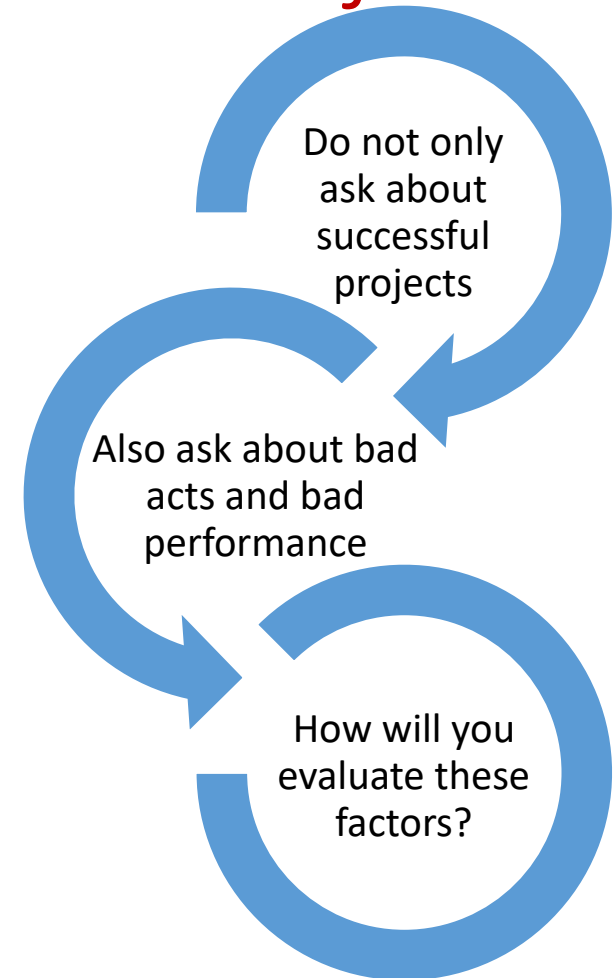 Do not only
ask about
successful
projects
Also ask about bad
acts and bad
performance
How will you
evaluate these
factors?